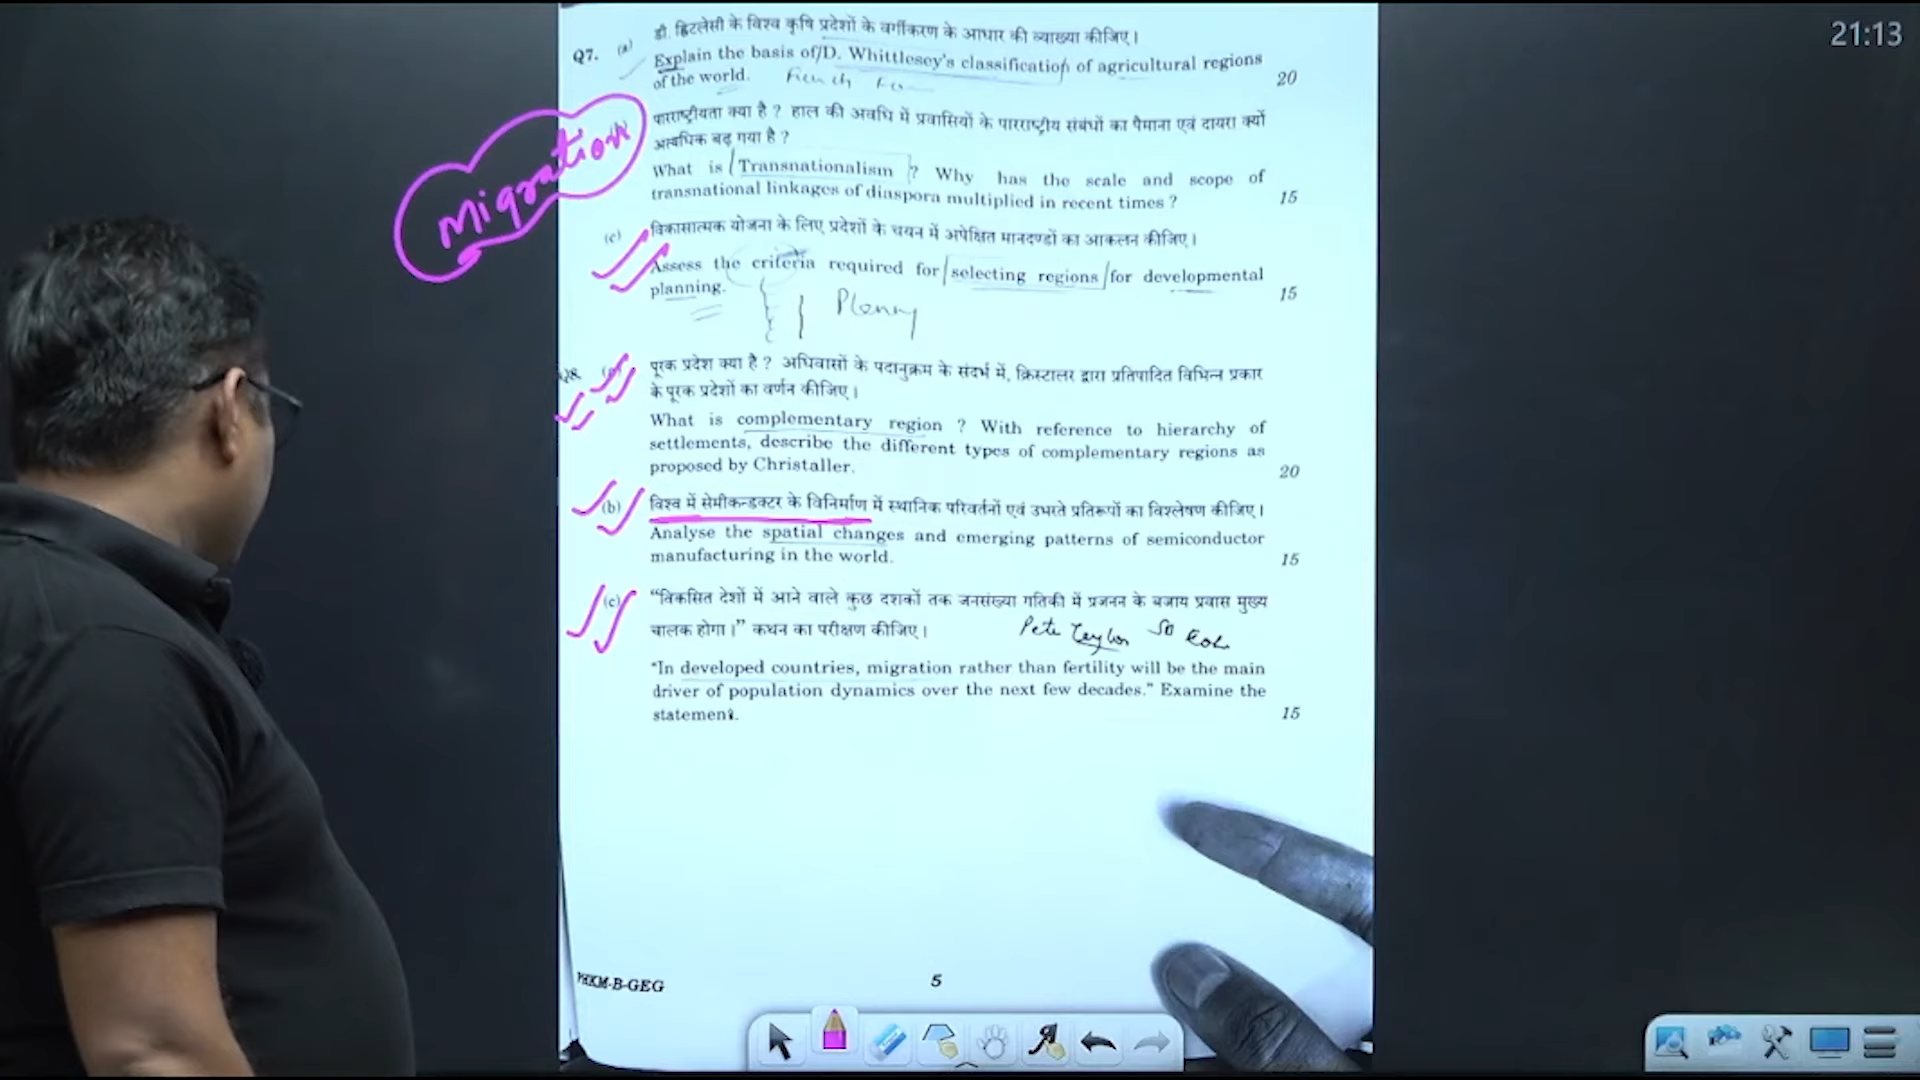 21:13
डी. ह्विटलेसी के विश्व कृषि प्रदेशों के वर्गीकरण के आधार की व्याख्या कीजिए।
Q7. (a) Explain the basis of D. Whittlesey's classification of agricultural regions
of the world. 20
पारराष्ट्रीयता क्या है ? हाल की अवधि में प्रवासियों के पारराष्ट्रीय संबंधों का पैमाना एवं दायरा क्यों
अत्यधिक बढ़ गया है ?
Migration
What is Transnationalism ? Why has the scale and scope of
transnational linkages of diaspora multiplied in recent times ? 15
(c) विकासात्मक योजना के लिए प्रदेशों के चयन में अपेक्षित मानदण्डों का आकलन कीजिए।
Assess the criteria required for selecting regions for developmental
planning. 15
पूरक प्रदेश क्या है ? अधिवासों के पदानुक्रम के संदर्भ में, क्रिस्टालर द्वारा प्रतिपादित विभिन्न प्रकार
के पूरक प्रदेशों का वर्णन कीजिए।
What is complementary region ? With reference to hierarchy of
settlements, describe the different types of complementary regions as
proposed by Christaller. 20
(b) विश्व में सेमीकन्डक्टर के विनिर्माण में स्थानिक परिवर्तनों एवं उभरते प्रतिरूपों का विश्लेषण कीजिए।
Analyse the spatial changes and emerging patterns of semiconductor
manufacturing in the world. 15
(c) “विकसित देशों में आने वाले कुछ दशकों तक जनसंख्या गतिकी में प्रजनन के बजाय प्रवास मुख्य
चालक होगा।” कथन का परीक्षण कीजिए।
"In developed countries, migration rather than fertility will be the main
driver of population dynamics over the next few decades." Examine the
statement. 15
PHKM-B-GEG 5